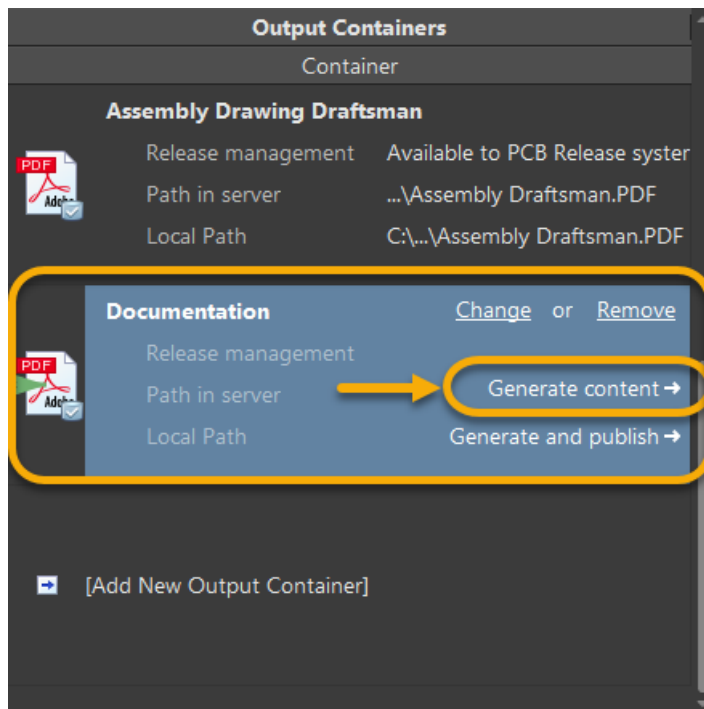 Output Containers
Container
Assembly Drawing Draftsman
Release management Available to PCB Release syster
Path in server ...\Assembly Draftsman.PDF
Local Path C:\...\Assembly Draftsman.PDF
PDF
Adobe
Documentation Change or Remove
Release management
Path in server Generate content→
Local Path Generate and publish→
PDF
Adobe
[Add New Output Container]